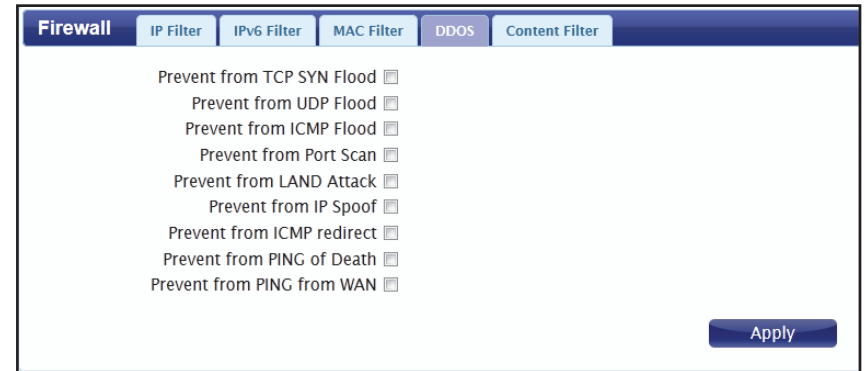 Firewall IP Filter IPv6 Filter MAC Filter DDOS Content Filter
Prevent from TCP SYN Flood
Prevent from UDP Flood
Prevent from ICMP Flood
Prevent from Port Scan
Prevent from LAND Attack
Prevent from IP Spoof
Prevent from ICMP redirect
Prevent from PING of Death
Prevent from PING from WAN
Apply